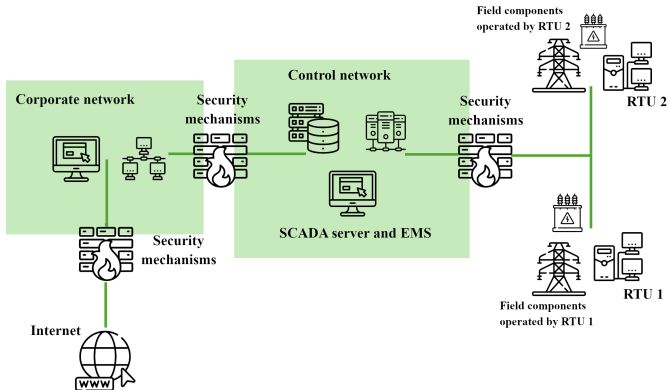 Field components
operated by RTU 2
RTU 2
Control network
Corporate network
Security
mechanisms
Security
mechanisms
SCADA server and EMS
Security
mechanisms
RTU 1
Field components
operated by RTU 1
Internet
WWW